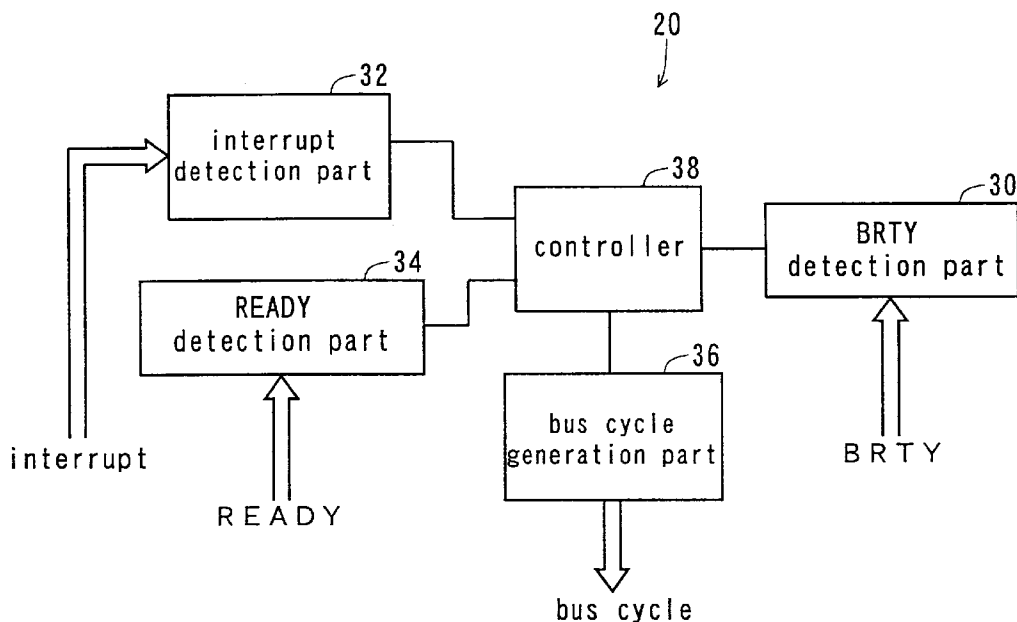 20
32
interrupt
detection part
38
controller
30
BRTY
detection part
34
READY
detection part
36
bus cycle
generation part
interrupt
READY
BRTY
bus cycle